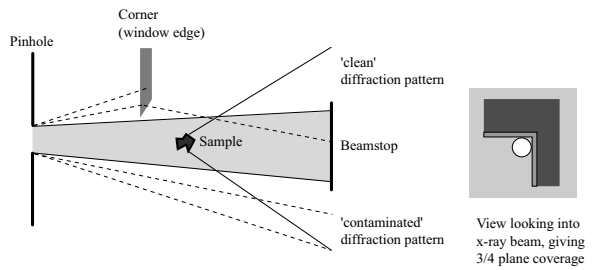 Corner
(window edge)
Pinhole
'clean'
diffraction pattern
Sample
Beamstop
'contaminated'
diffraction pattern
View looking into
x-ray beam, giving
3/4 plane coverage